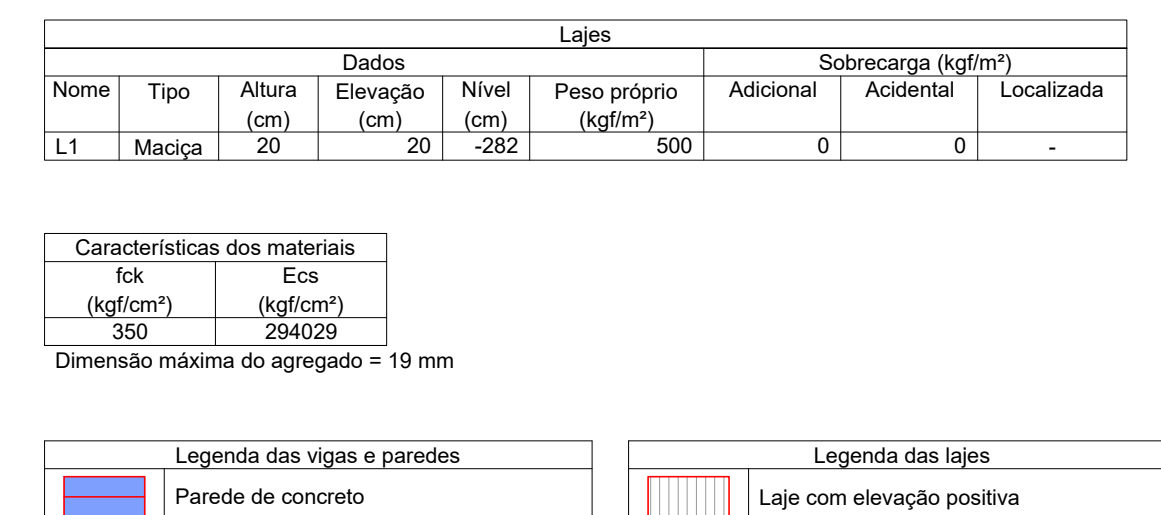 Lajes
Dados Sobrecarga (kgf/m²)
Nome Tipo Altura Elevação Nível Peso próprio Adicional Acidental Localizada
(cm) (cm) (cm) (kgf/m²)
L1 Maciça 20 20 -282 500 0 0 -
Características dos materiais
fck Ecs
(kgf/cm²) (kgf/cm²)
350 294029
Dimensão máxima do agregado = 19 mm
Legenda das vigas e paredes Legenda das lajes
Parede de concreto Laje com elevação positiva